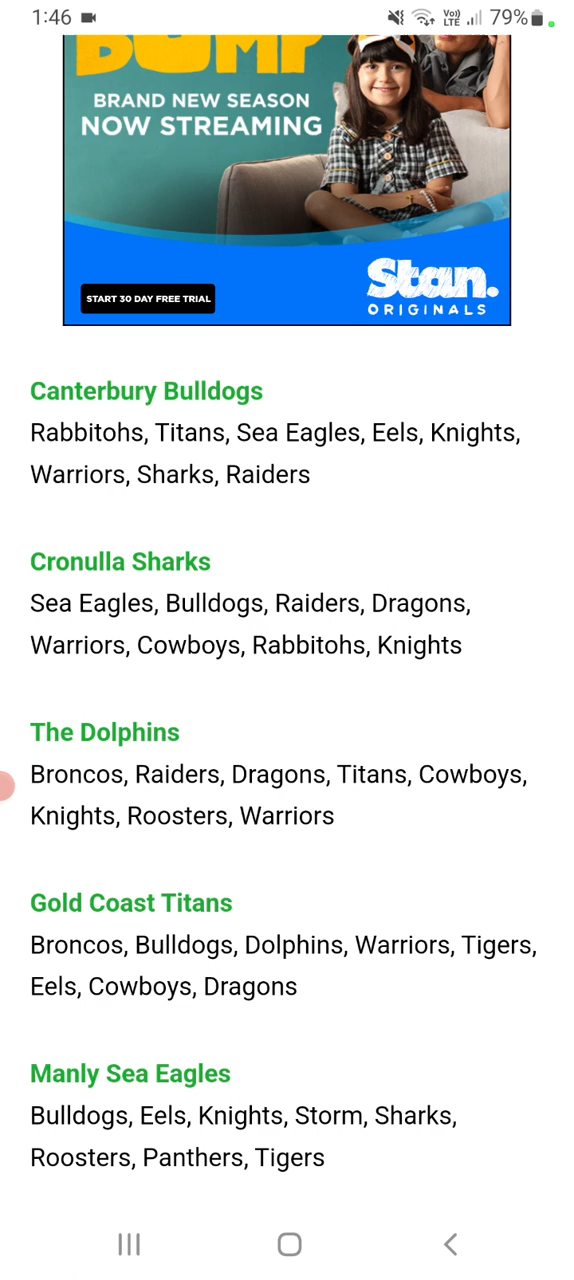 1:46
Vo))
LTE
79%
BUMP
BRAND NEW SEASON
NOW STREAMING
Stan.
ORIGINALS
START 30 DAY FREE TRIAL
Canterbury Bulldogs
Rabbitohs, Titans, Sea Eagles, Eels, Knights,
Warriors, Sharks, Raiders
Cronulla Sharks
Sea Eagles, Bulldogs, Raiders, Dragons,
Warriors, Cowboys, Rabbitohs, Knights
The Dolphins
Broncos, Raiders, Dragons, Titans, Cowboys,
Knights, Roosters, Warriors
Gold Coast Titans
Broncos, Bulldogs, Dolphins, Warriors, Tigers,
Eels, Cowboys, Dragons
Manly Sea Eagles
Bulldogs, Eels, Knights, Storm, Sharks,
Roosters, Panthers, Tigers